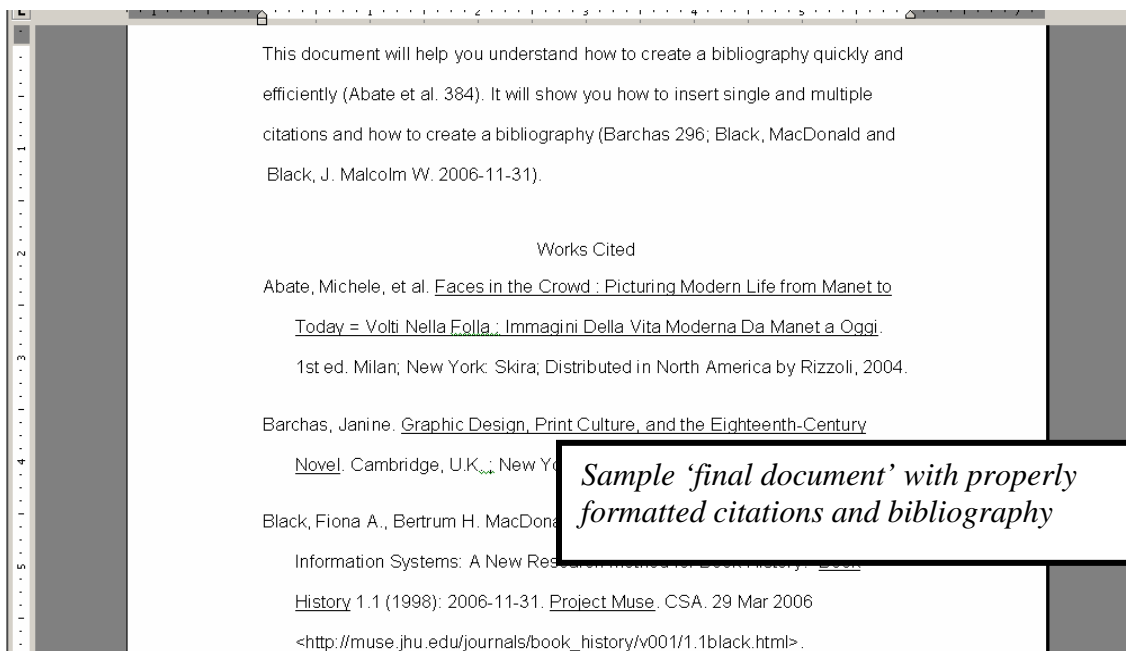 This document will help you understand how to create a bibliography quickly and
efficiently (Abate et al. 384). It will show you how to insert single and multiple
citations and how to create a bibliography (Barchas 296; Black, MacDonald and
Black, J. Malcolm W. 2006-11-31).
Works Cited
Abate, Michele, et al. Faces in the Crowd : Picturing Modern Life from Manet to
Today = Volti Nella Folla : Immagini Della Vita Moderna Da Manet a Oggi.
1st ed. Milan; New York: Skira; Distributed in North America by Rizzoli, 2004.
Barchas, Janine. Graphic Design, Print Culture, and the Eighteenth-Century
Novel. Cambridge, U.K. ; New
Black, Fiona A., Bertrum H.
Information Systems: A New Research Method for Book History." Book
History 1.1 (1998): 2006-11-31. Project Muse. CSA. 29 Mar 2006
<http://muse.jhu.edu/journals/book_history/v001/1.1black.html>.
Sample ‘final document’ with properly
formatted citations and bibliography